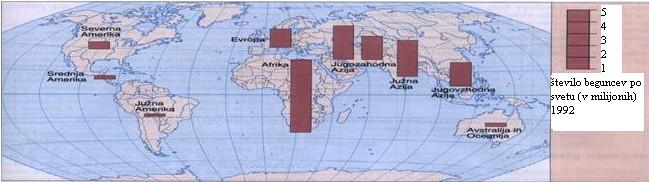 Severna
Amerika
Srednja
Amerika
Južna
Amerika
Evropa
Afrika
Jugozahodna
Azija
Južna
Azija
Jugovzhodna
Azija
Avstralija in
Oceanija
5
4
3
2
1
število beguncev po
svetu (v milijonih)
1992